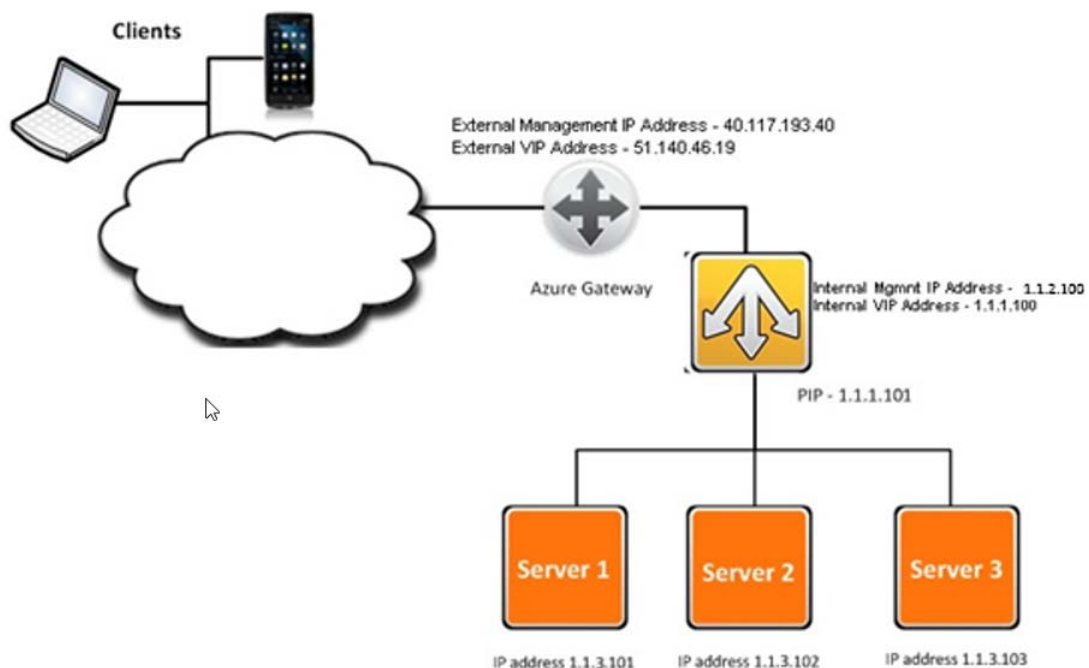 Clients
External Management IP Address - 40.117.193.40
External VIP Address - 51.140.46.19
Azure Gateway
Internal Mgmnt IP Address - 1.1.2.100
Internal VIP Address - 1.1.1.100
PIP - 1.1.1.101
Server 1
Server 2
Server 3
IP address 1.1.3.101
IP address 1.1.3.102
IP address 1.1.3.103